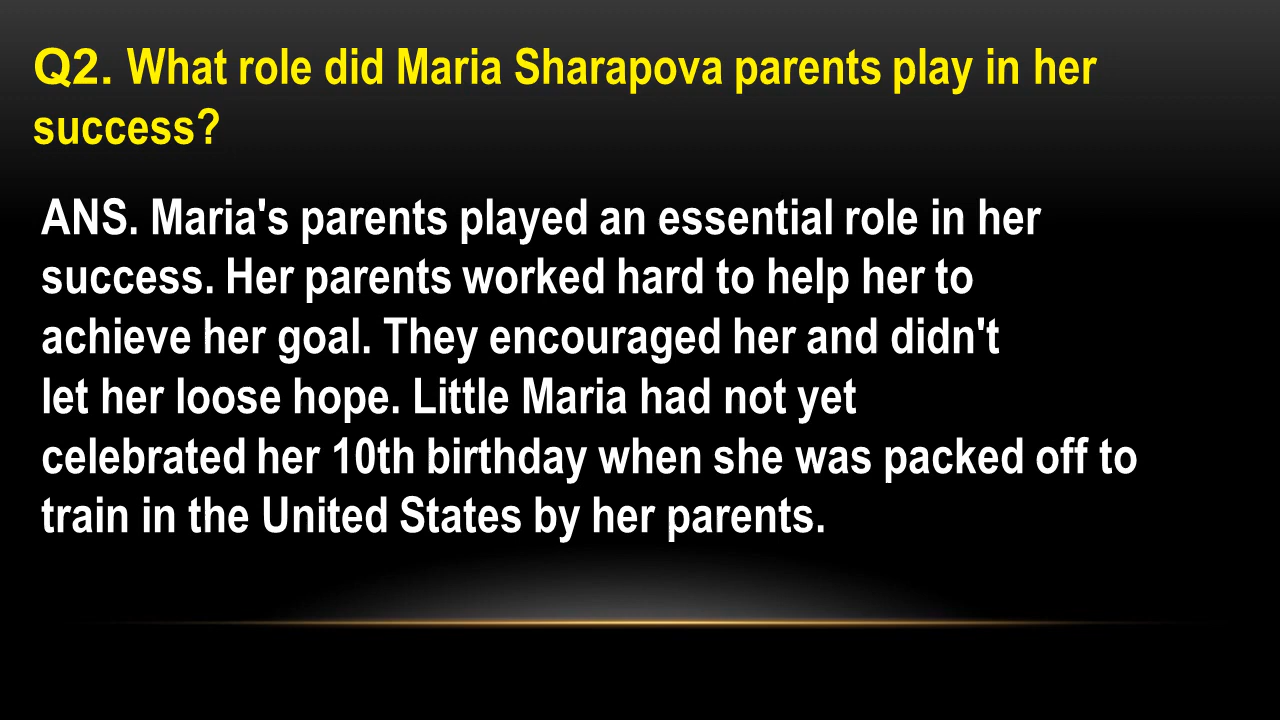 Q2. What role did Maria Sharapova parents play in her
success?
ANS. Maria's parents played an essential role in her
success. Her parents worked hard to help her to
achieve her goal. They encouraged her and didn't
let her loose hope. Little Maria had not yet
celebrated her 10th birthday when she was packed off to
train in the United States by her parents.